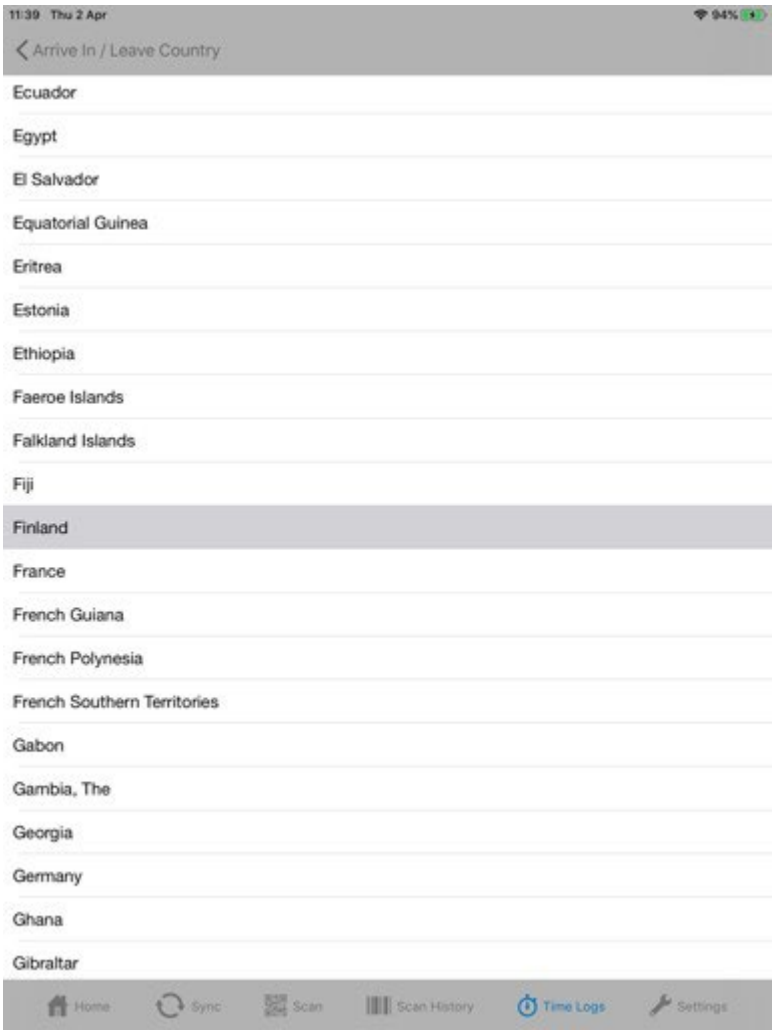 11:39 Thu 2 Apr 94%
Arrive In / Leave Country
Ecuador
Egypt
El Salvador
Equatorial Guinea
Eritrea
Estonia
Ethiopia
Faeroe Islands
Falkland Islands
Fiji
Finland
France
French Guiana
French Polynesia
French Southern Territories
Gabon
Gambia, The
Georgia
Germany
Ghana
Gibraltar
Home Sync Scan Scan History Time Logs Settings